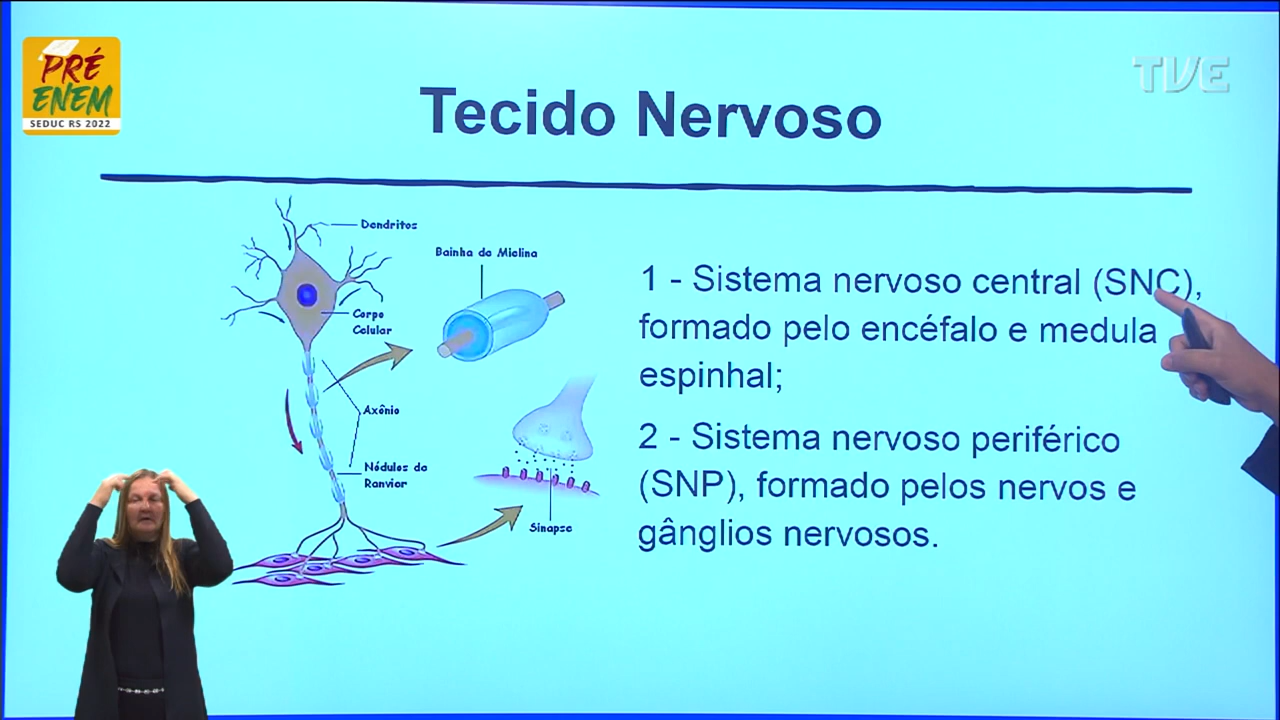 PRÉ
ENEM
SEDUC RS 2022
TVE
Tecido Nervoso
Dendritos
Bainha de Mielina
Corpo
Celular
Axônio
Nódulos de
Ranvier
Sinapse
1 - Sistema nervoso central (SNC),
formado pelo encéfalo e medula
espinhal;
2 - Sistema nervoso periférico
(SNP), formado pelos nervos e
gânglios nervosos.